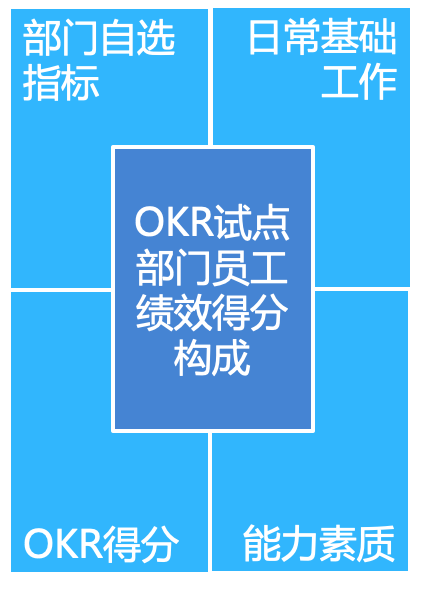 部门自选
指标
日常基础
工作
OKR试点
部门员工
绩效得分
构成
OKR得分
能力素质